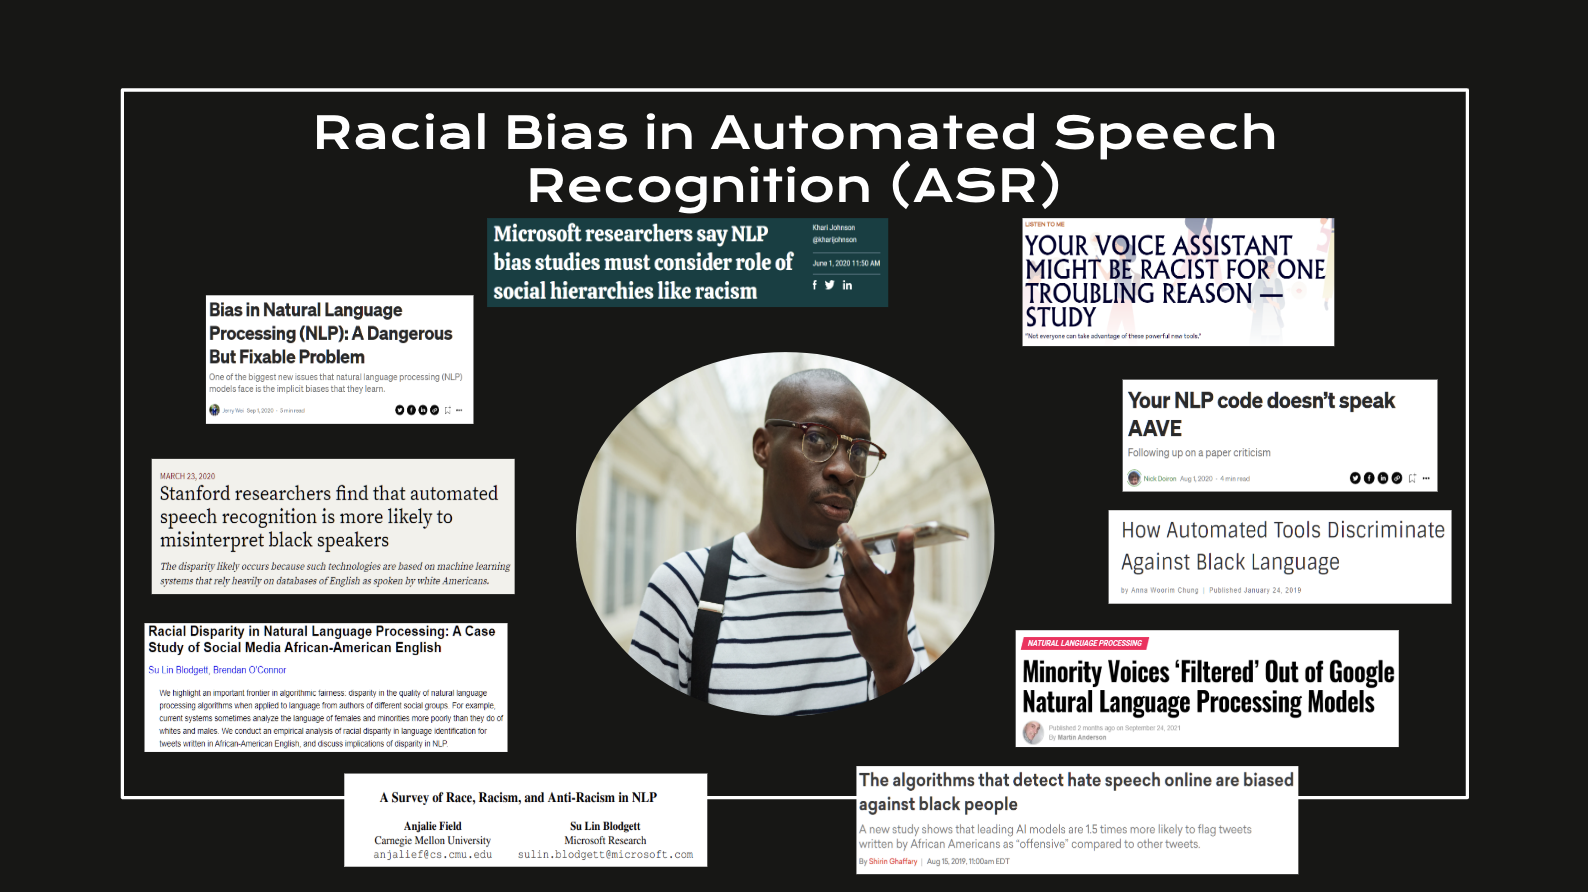 Racial Bias in Automated Speech
Recognition (ASR)
Microsoft researchers say NLP
bias studies must consider role of
social hierarchies like racism
Khari Johnson
@kharijohnson
June 1, 2020 11:50 AM
LISTEN TO ME
YOUR VOICE ASSISTANT
MIGHT BE RACIST FOR ONE
TROUBLING REASON —
STUDY
"Not everyone can take advantage of these powerful new tools."
Bias in Natural Language
Processing (NLP): A Dangerous
But Fixable Problem
One of the biggest new issues that natural language processing (NLP)
models face is the implicit biases that they learn.
Jerry Wei Sep 1, 2020 · 5 min read
Your NLP code doesn't speak
AAVE
Following up on a paper criticism
Nick Doiron Aug 1, 2020 · 4 min read
MARCH 23, 2020
Stanford researchers find that automated
speech recognition is more likely to
misinterpret black speakers
The disparity likely occurs because such technologies are based on machine learning
systems that rely heavily on databases of English as spoken by white Americans.
How Automated Tools Discriminate
Against Black Language
by Anna Woorim Chung | Published January 24, 2019
Racial Disparity in Natural Language Processing: A Case
Study of Social Media African-American English
Su Lin Blodgett, Brendan O'Connor
We highlight an important frontier in algorithmic fairness: disparity in the quality of natural language
processing algorithms when applied to language from authors of different social groups. For example,
current systems sometimes analyze the language of females and minorities more poorly than they do of
whites and males. We conduct an empirical analysis of racial disparity in language identification for
tweets written in African-American English, and discuss implications of disparity in NLP.
NATURAL LANGUAGE PROCESSING
Minority Voices 'Filtered' Out of Google
Natural Language Processing Models
Published 2 months ago on September 24, 2021
By Martin Anderson
A Survey of Race, Racism, and Anti-Racism in NLP
Anjalie Field
Carnegie Mellon University
anjalief@cs.cmu.edu
Su Lin Blodgett
Microsoft Research
sulin.blodgett@microsoft.com
The algorithms that detect hate speech online are biased
against black people
A new study shows that leading AI models are 1.5 times more likely to flag tweets
written by African Americans as "offensive" compared to other tweets.
By Shirin Ghaffary | Aug 15, 2019, 11:00am EDT